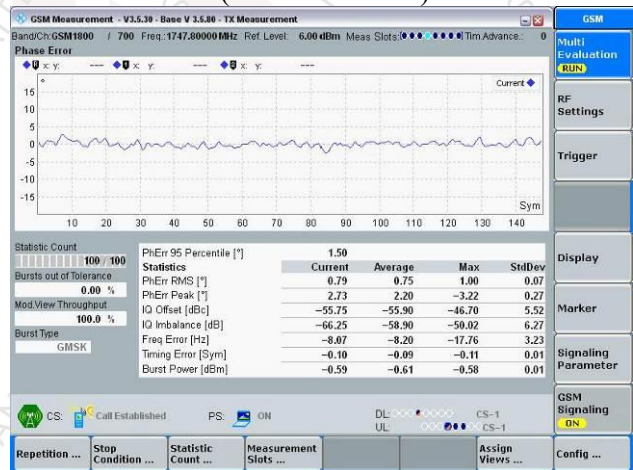 GSM Measurement - V3.5.30 - Base V 3.5.80 - TX Measurement
GSM
Band/Ch:GSM1800 / 700 Freq.:1747.80000 MHz Ref. Level: 6.00 dBm Meas Slots: Tim.Advance.: 0
Multi
Evaluation
RUN
Phase Error
x: y: --- x: y: --- x: y: ---
Current
15
10
5
0
-5
-10
-15
Sym
10 20 30 40 50 60 70 80 90 100 110 120 130 140
RF
Settings
Trigger
Display
Marker
Signaling
Parameter
GSM
Signaling
ON
Statistic Count
100 / 100
Bursts out of Tolerance
0.00 %
Mod.View Throughput
100.0 %
Burst Type
GMSK
PhErr 95 Percentile [°] 1.50
Statistics Current Average Max StdDev
PhErr RMS [°] 0.79 0.75 1.00 0.07
PhErr Peak [°] 2.73 2.20 -3.22 0.27
IQ Offset [dBc] -55.75 -55.90 -46.70 5.52
IQ Imbalance [dB] -66.25 -58.90 -50.02 6.27
Freq Error [Hz] -8.07 -8.20 -17.76 3.23
Timing Error [Sym] -0.10 -0.09 -0.11 0.01
Burst Power [dBm] -0.59 -0.61 -0.58 0.01
CS: Call Established PS: ON DL: CS-1
UL: CS-1
Repetition ...
Stop
Condition ...
Statistic
Count ...
Measurement
Slots ...
Assign
Views ...
Config ...